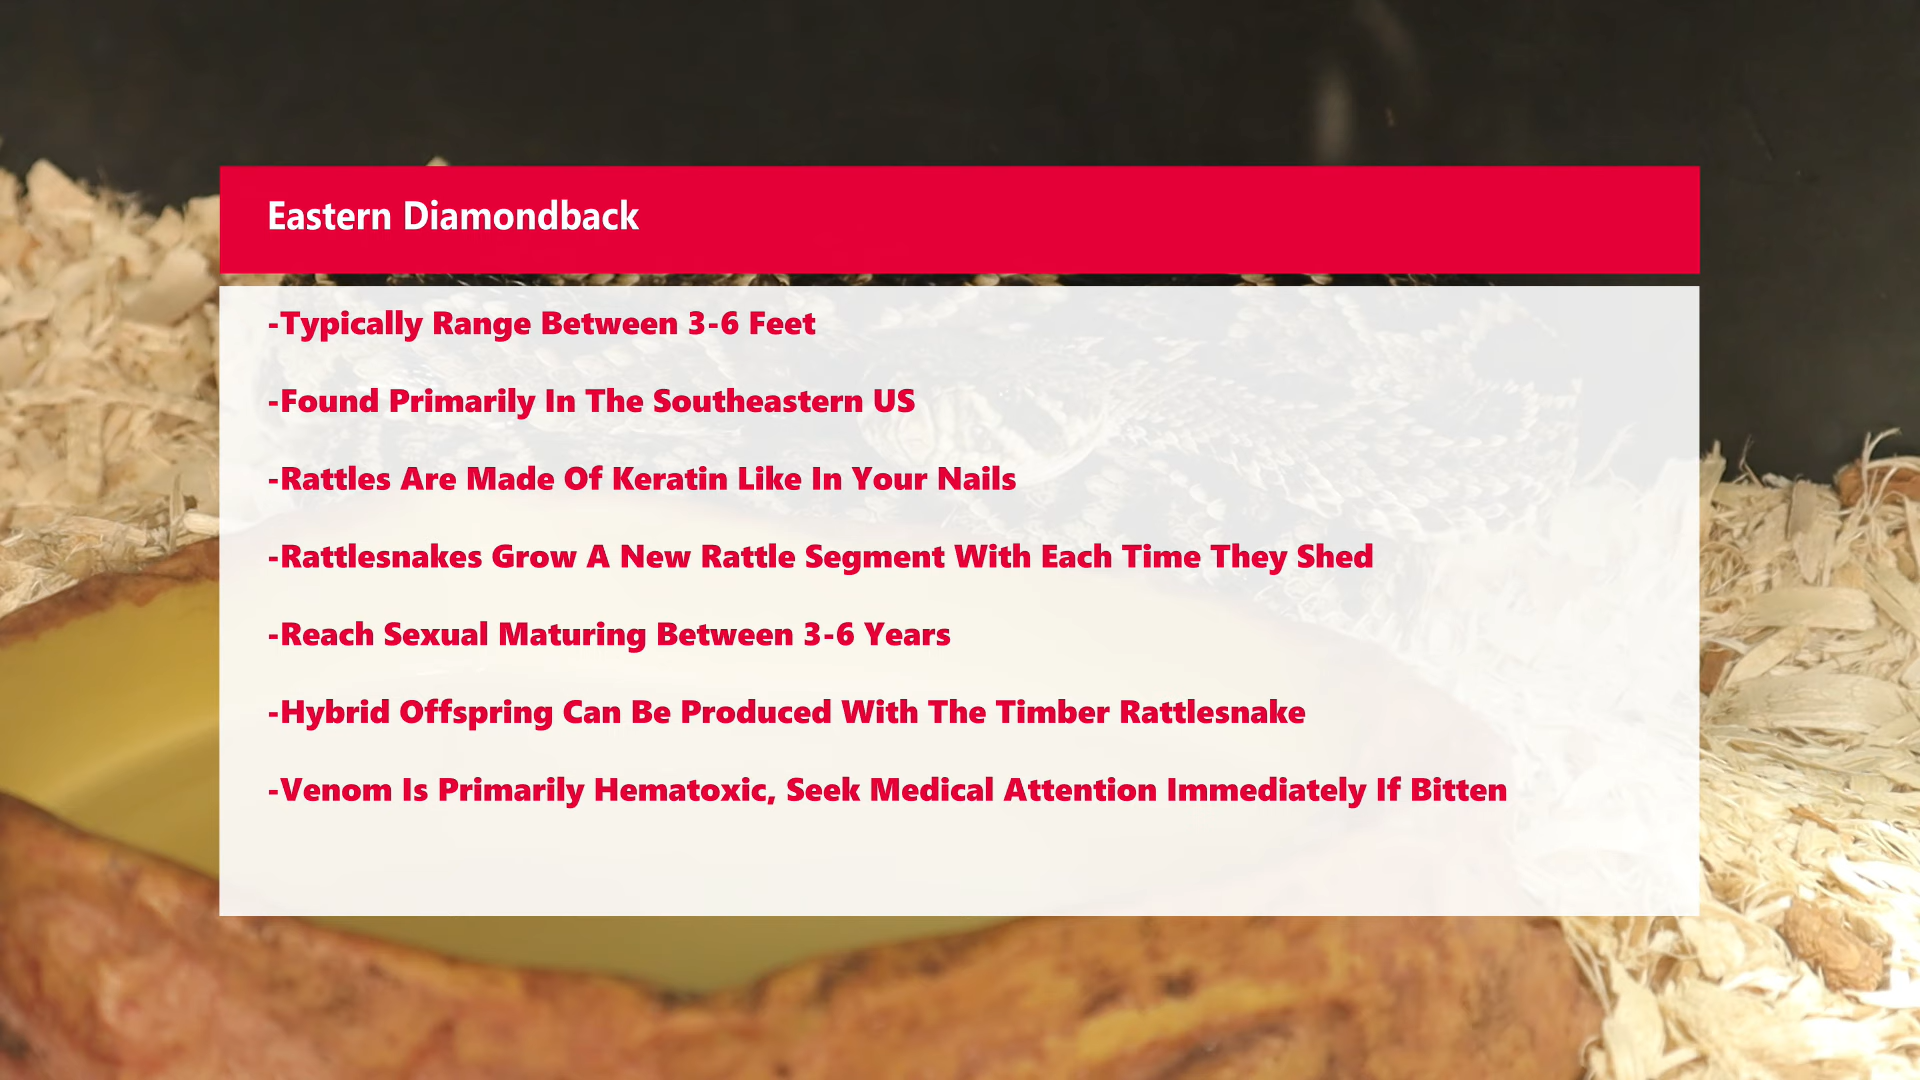 Eastern Diamondback
-Typically Range Between 3-6 Feet
-Found Primarily In The Southeastern US
-Rattles Are Made Of Keratin Like In Your Nails
-Rattlesnakes Grow A New Rattle Segment With Each Time They Shed
-Reach Sexual Maturing Between 3-6 Years
-Hybrid Offspring Can Be Produced With The Timber Rattlesnake
-Venom Is Primarily Hematoxic, Seek Medical Attention Immediately If Bitten